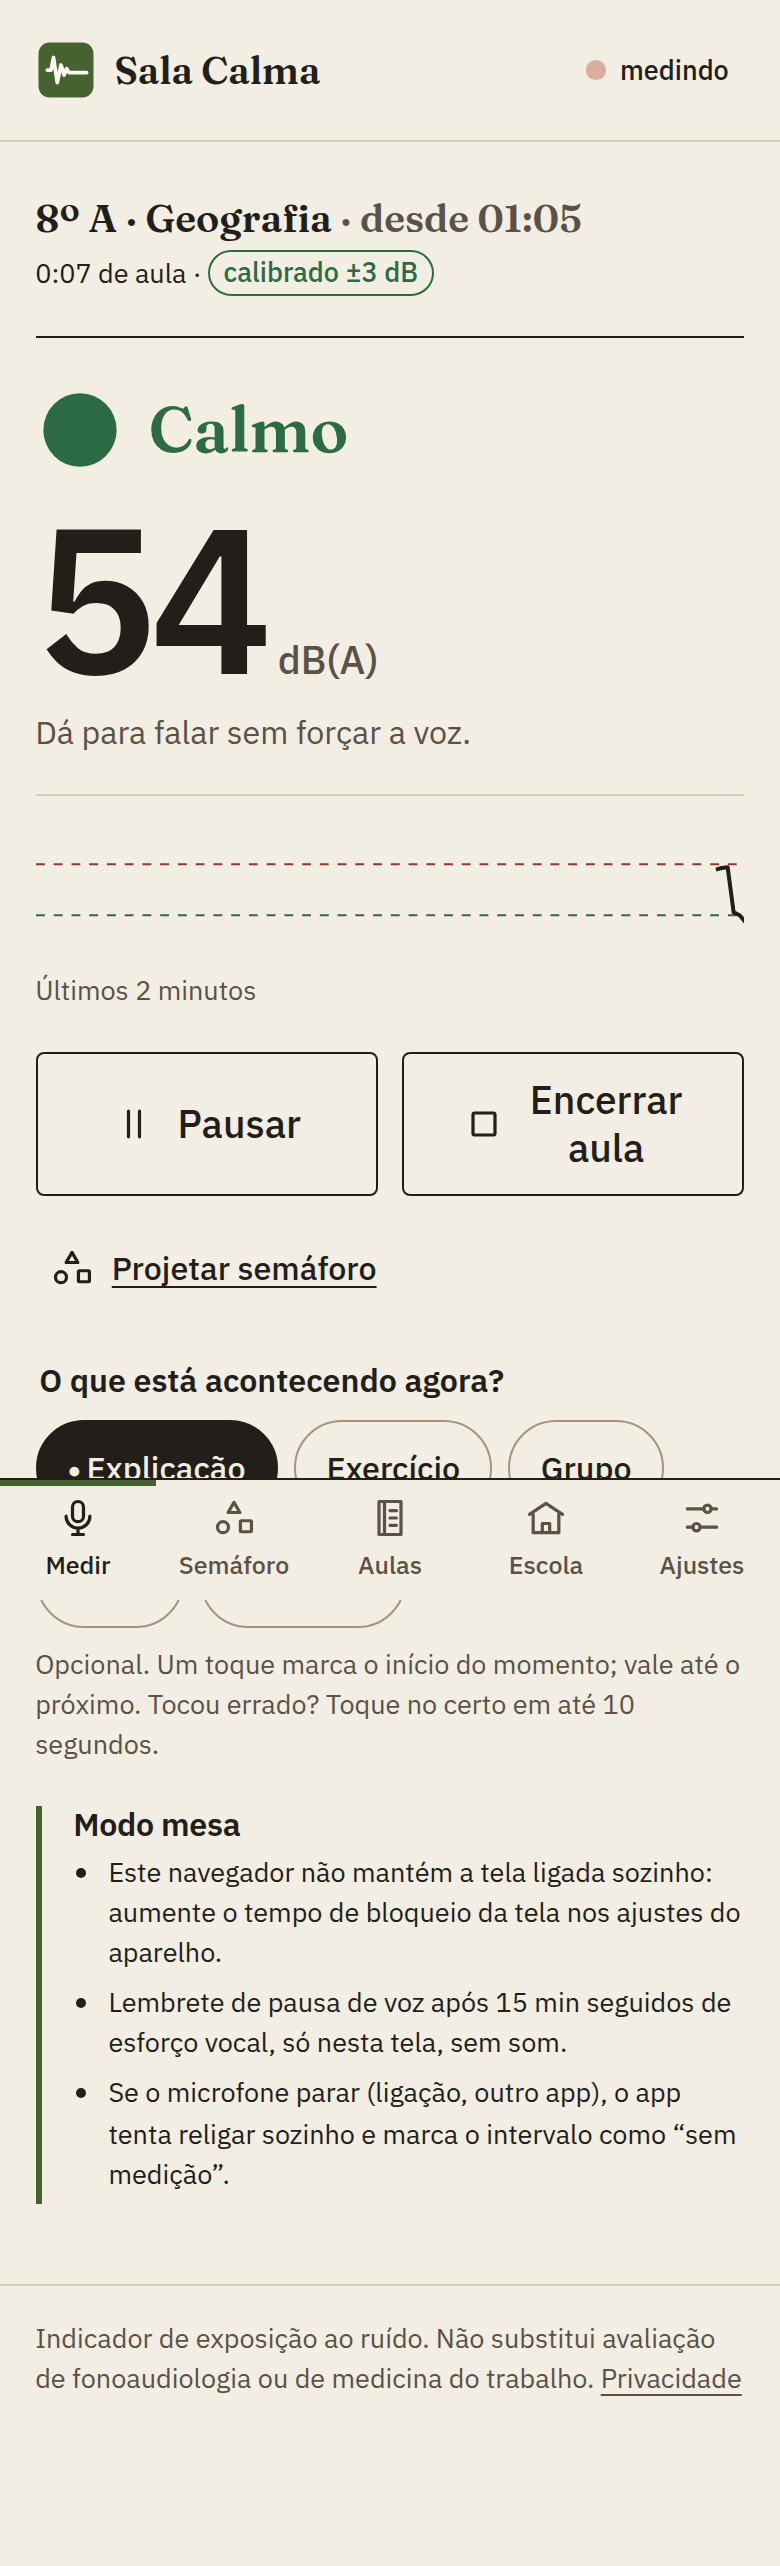 Sala Calma
medindo
8º A · Geografia · desde 01:05
0:07 de aula · calibrado ±3 dB
Calmo
54 dB(A)
Dá para falar sem forçar a voz.
Últimos 2 minutos
Pausar
Encerrar
aula
Projetar semáforo
O que está acontecendo agora?
• Explicação
Exercício
Grupo
Medir
Semáforo
Aulas
Escola
Ajustes
Opcional. Um toque marca o início do momento; vale até o
próximo. Tocou errado? Toque no certo em até 10
segundos.
Modo mesa
• Este navegador não mantém a tela ligada sozinho:
aumente o tempo de bloqueio da tela nos ajustes do
aparelho.
• Lembrete de pausa de voz após 15 min seguidos de
esforço vocal, só nesta tela, sem som.
• Se o microfone parar (ligação, outro app), o app
tenta religar sozinho e marca o intervalo como “sem
medição”.
Indicador de exposição ao ruído. Não substitui avaliação
de fonoaudiologia ou de medicina do trabalho. Privacidade